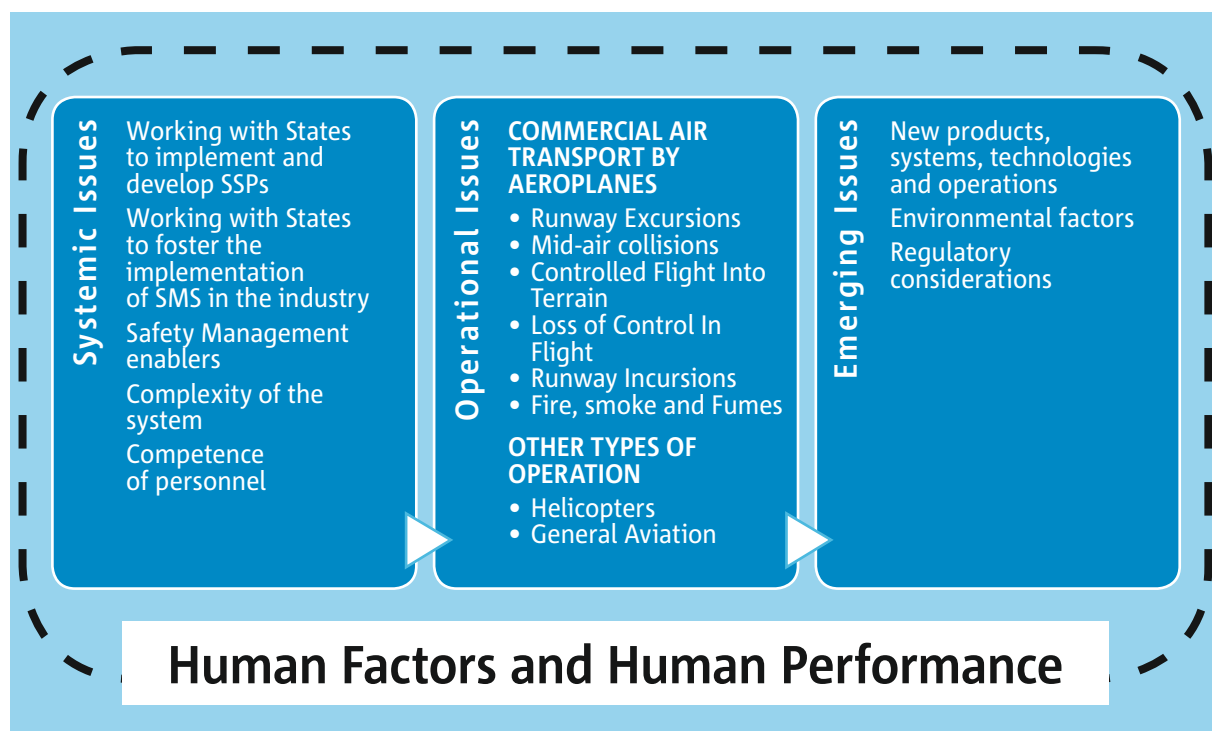 Systemic Issues
Working with States
to implement and
develop SSPs
Working with States
to foster the
implementation
of SMS in the industry
Safety Management
enablers
Complexity of the
system
Competence
of personnel
Operational Issues
COMMERCIAL AIR
TRANSPORT BY
AEROPLANES
• Runway Excursions
• Mid-air collisions
• Controlled Flight Into
Terrain
• Loss of Control In
Flight
• Runway Incursions
• Fire, smoke and Fumes
OTHER TYPES OF
OPERATION
• Helicopters
• General Aviation
Emerging Issues
New products,
systems, technologies
and operations
Environmental factors
Regulatory
considerations
Human Factors and Human Performance